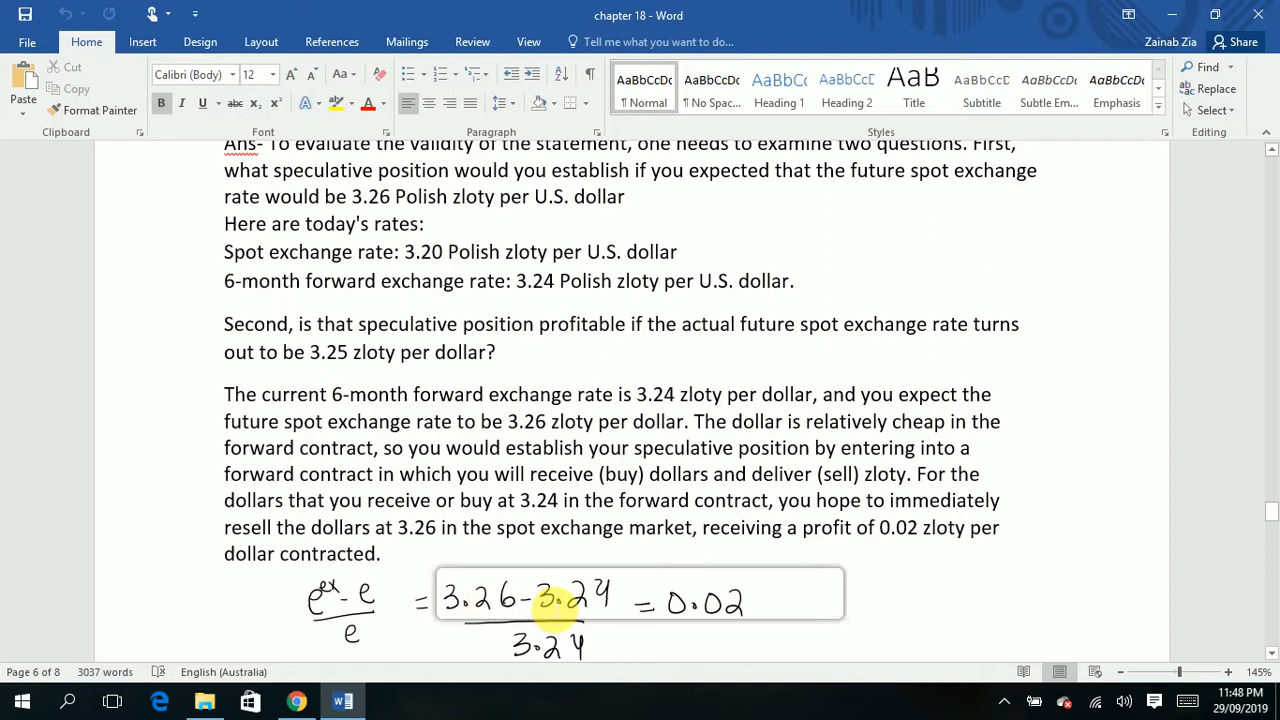 chapter 18 - Word
Zainab Zia
Share
File Home Insert Design Layout References Mailings Review View Tell me what you want to do...
Paste
Cut
Copy
Format Painter
Clipboard
Calibri (Body) 12
Font
Paragraph
AaBbCcDc AaBbCcDc AaBbCc AaBbCcD AaB AaBbCcD AaBbCcDc AaBbCcDc
¶ Normal ¶ No Spac... Heading Heading 2 Title Subtitle Subtle Em... Emphasis
Styles
Find
Replace
Select
Editing
Ans- To evaluate the validity of the statement, one needs to examine two questions. First,
what speculative position would you establish if you expected that the future spot exchange
rate would be 3.26 Polish zloty per U.S. dollar
Here are today's rates:
Spot exchange rate: 3.20 Polish zloty per U.S. dollar
6-month forward exchange rate: 3.24 Polish zloty per U.S. dollar.
Second, is that speculative position profitable if the actual future spot exchange rate turns
out to be 3.25 zloty per dollar?
The current 6-month forward exchange rate is 3.24 zloty per dollar, and you expect the
future spot exchange rate to be 3.26 zloty per dollar. The dollar is relatively cheap in the
forward contract, so you would establish your speculative position by entering into a
forward contract in which you will receive (buy) dollars and deliver (sell) zloty. For the
dollars that you receive or buy at 3.24 in the forward contract, you hope to immediately
resell the dollars at 3.26 in the spot exchange market, receiving a profit of 0.02 zloty per
dollar contracted.
e^ex - e = 3.26 - 3.24 = 0.02
e 3.24
Page 6 of 8 3037 words English (Australia) 145%
11:48 PM
29/09/2019